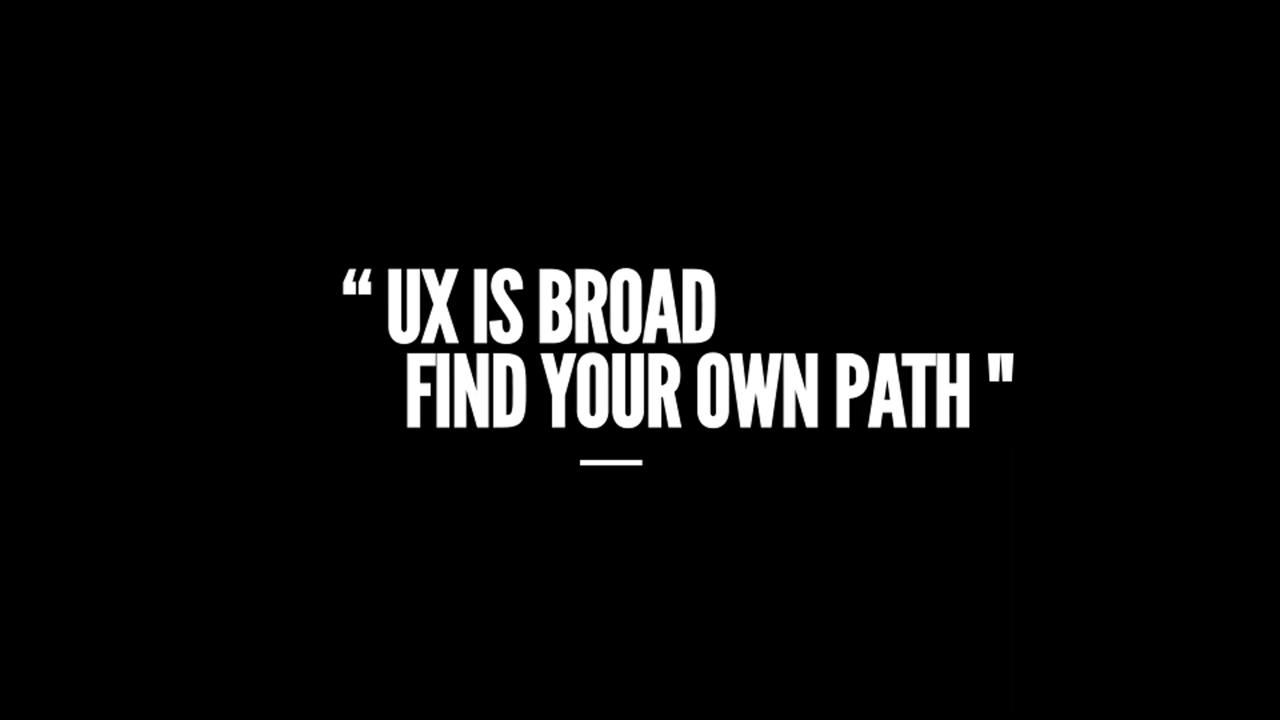 “ UX IS BROAD
FIND YOUR OWN PATH "